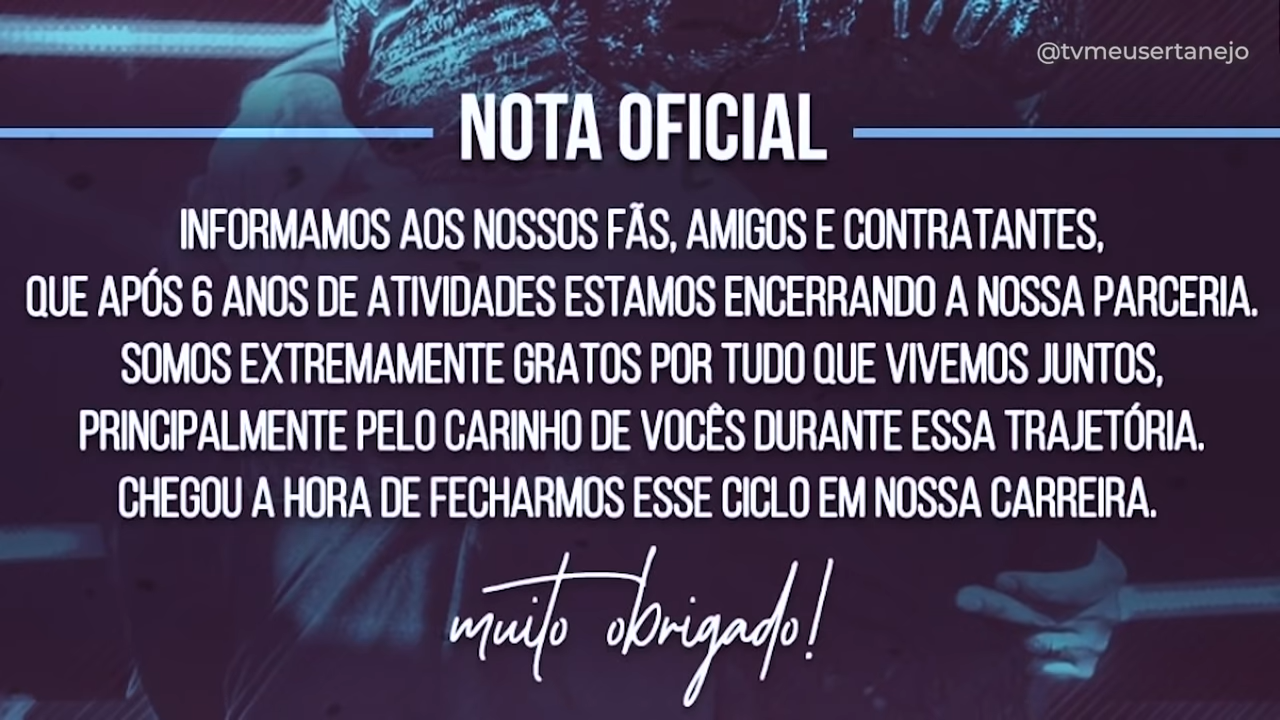 @tvmeusertanejo
NOTA OFICIAL
INFORMAMOS AOS NOSSOS FÃS, AMIGOS E CONTRATANTES,
QUE APÓS 6 ANOS DE ATIVIDADES ESTAMOS ENCERRANDO A NOSSA PARCERIA.
SOMOS EXTREMAMENTE GRATOS POR TUDO QUE VIVEMOS JUNTOS,
PRINCIPALMENTE PELO CARINHO DE VOCÊS DURANTE ESSA TRAJETÓRIA.
CHEGOU A HORA DE FECHARMOS ESSE CICLO EM NOSSA CARREIRA.
muito obrigado!